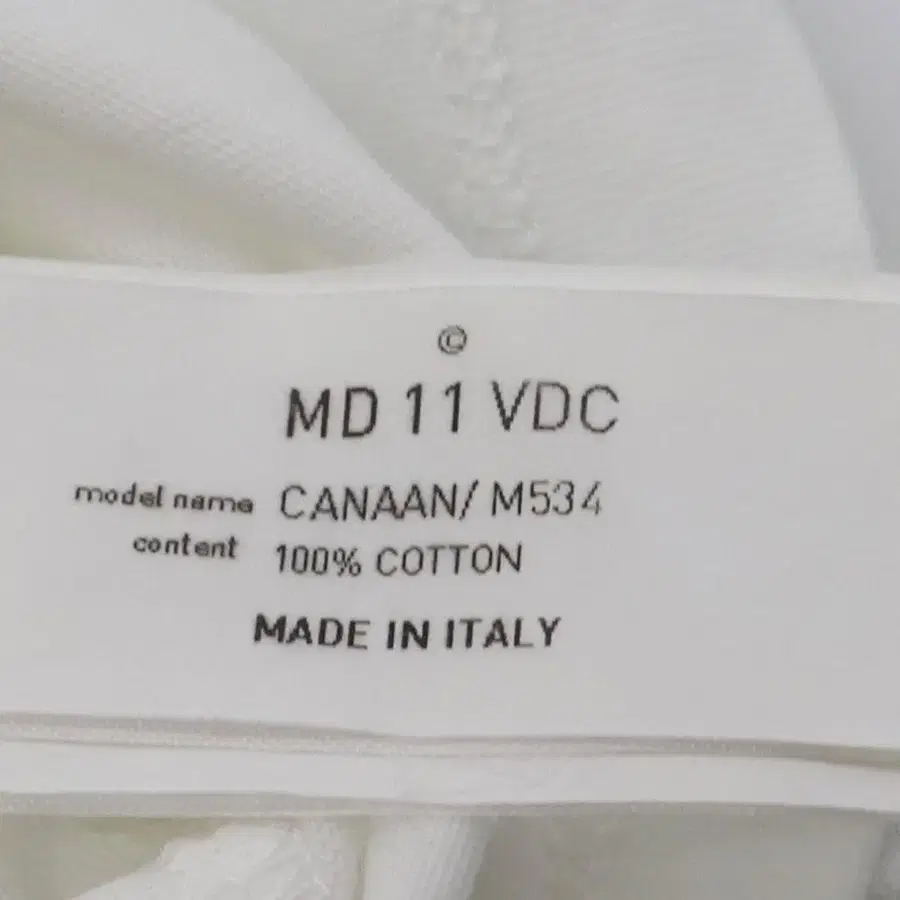 ©
MD 11 VDC
model name CANAAN/ M534
content 100% COTTON
MADE IN ITALY